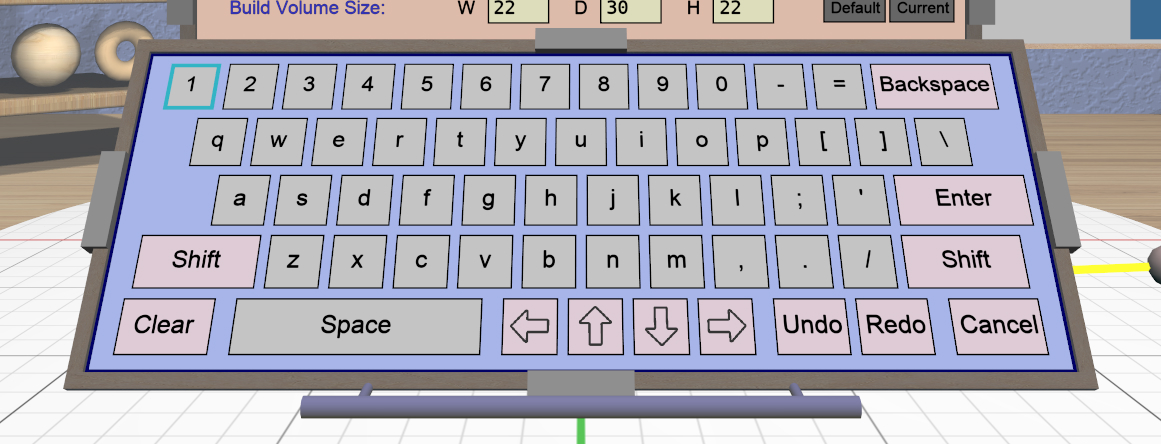 Build Volume Size: W 22 D 30 H 22 Default Current
1 2 3 4 5 6 7 8 9 0 - = Backspace
q w e r t y u i o p [ ] \
a s d f g h j k l ; ' Enter
Shift z x c v b n m , . / Shift
Clear Space Undo Redo Cancel